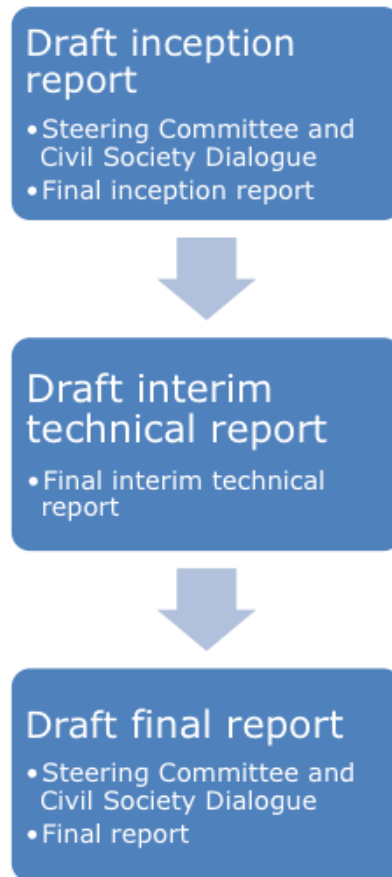 Draft inception
report
•Steering Committee and
Civil Society Dialogue
•Final inception report
Draft interim
technical report
•Final interim technical
report
Draft final report
•Steering Committee and
Civil Society Dialogue
•Final report